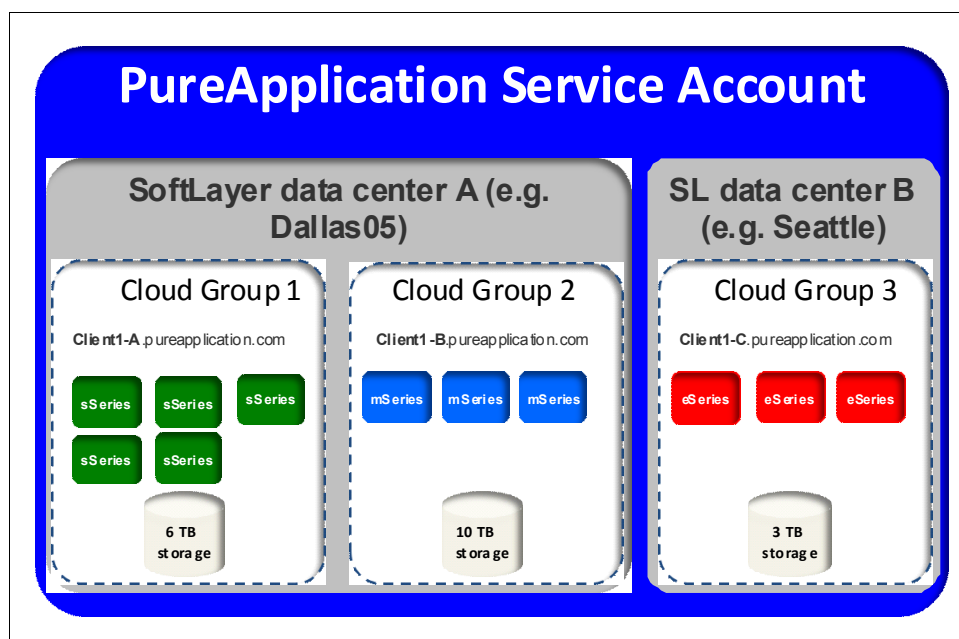 PureApplication Service Account
SoftLayer data center A (e.g.
Dallas05)
SL data center B
(e.g. Seattle)
Cloud Group 1
Cloud Group 2
Cloud Group 3
Client1-A.pureapplication.com
Client1-B.pureapplication.com
Client1-C.pureapplication.com
sSeries sSeries sSeries
sSeries sSeries
mSeries mSeries mSeries
eSeries eSeries eSeries
6 TB
storage
10 TB
storage
3 TB
storage